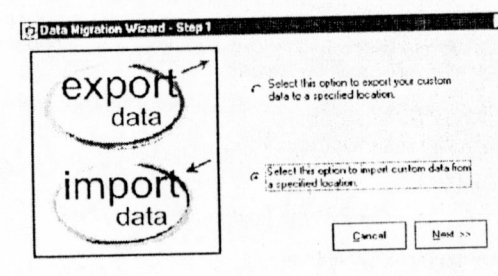 Data Migration Wizard - Step 1
export
data
Select this option to export your custom
data to a specified location.
import
data
Select this option to import custom data from
a specified location.
Cancel
Next >>